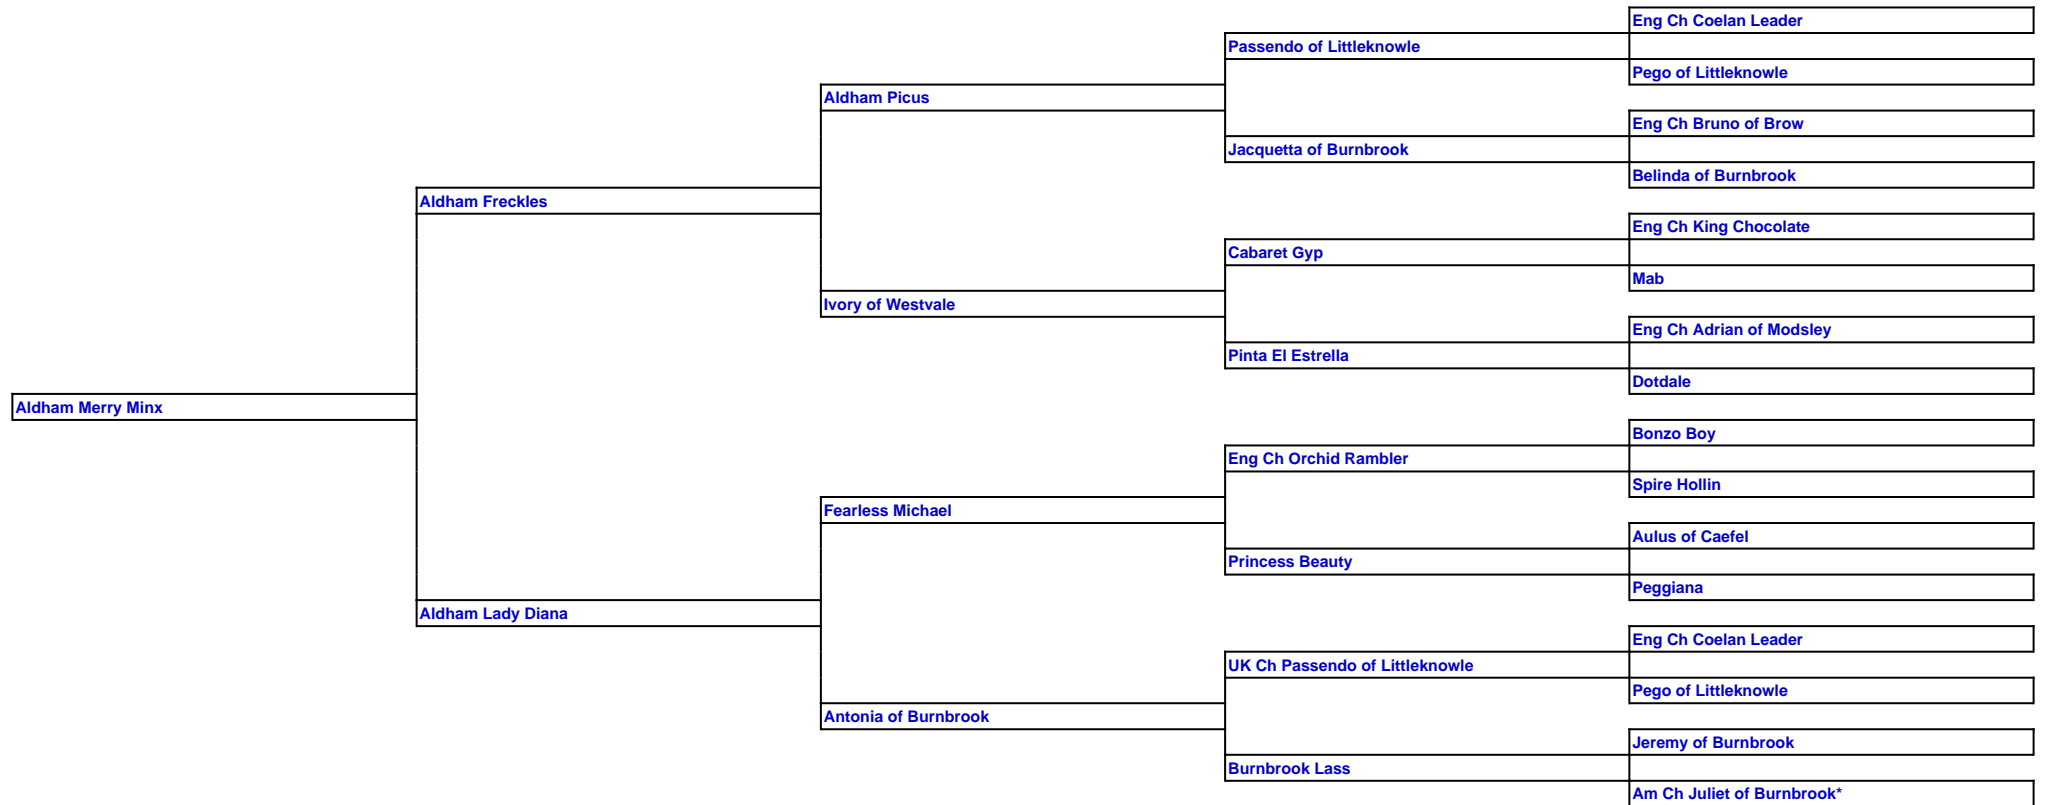 Eng Ch Coelan Leader
Passendo of Littleknowle
Pego of Littleknowle
Aldham Picus
Eng Ch Bruno of Brow
Jacquetta of Burnbrook
Belinda of Burnbrook
Aldham Freckles
Eng Ch King Chocolate
Cabaret Gyp
Mab
Ivory of Westvale
Eng Ch Adrian of Modsley
Pinta El Estrella
Dotdale
Aldham Merry Minx
Bonzo Boy
Eng Ch Orchid Rambler
Spire Hollin
Fearless Michael
Aulus of Caefel
Princess Beauty
Peggiana
Aldham Lady Diana
Eng Ch Coelan Leader
UK Ch Passendo of Littleknowle
Pego of Littleknowle
Antonia of Burnbrook
Jeremy of Burnbrook
Burnbrook Lass
Am Ch Juliet of Burnbrook*